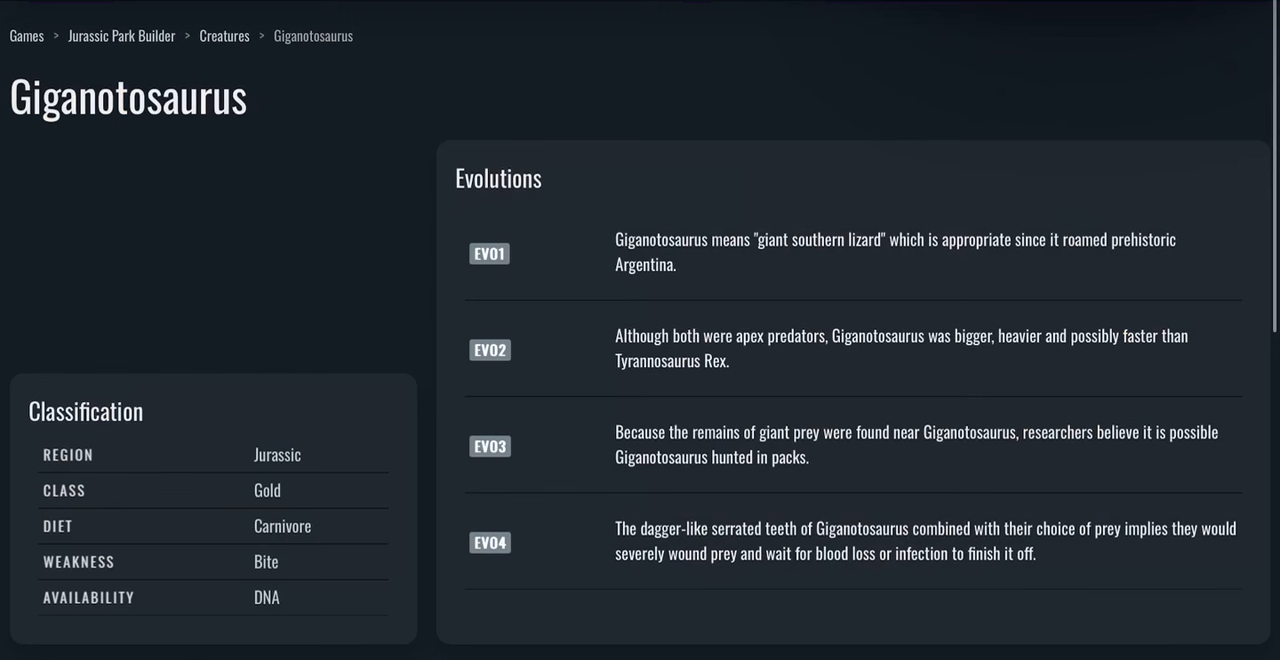 Games > Jurassic Park Builder > Creatures > Giganotosaurus
Giganotosaurus
Evolutions
EVO1
Giganotosaurus means "giant southern lizard" which is appropriate since it roamed prehistoric
Argentina.
EVO2
Although both were apex predators, Giganotosaurus was bigger, heavier and possibly faster than
Tyrannosaurus Rex.
EVO3
Because the remains of giant prey were found near Giganotosaurus, researchers believe it is possible
Giganotosaurus hunted in packs.
EVO4
The dagger-like serrated teeth of Giganotosaurus combined with their choice of prey implies they would
severely wound prey and wait for blood loss or infection to finish it off.
Classification
REGION Jurassic
CLASS Gold
DIET Carnivore
WEAKNESS Bite
AVAILABILITY DNA